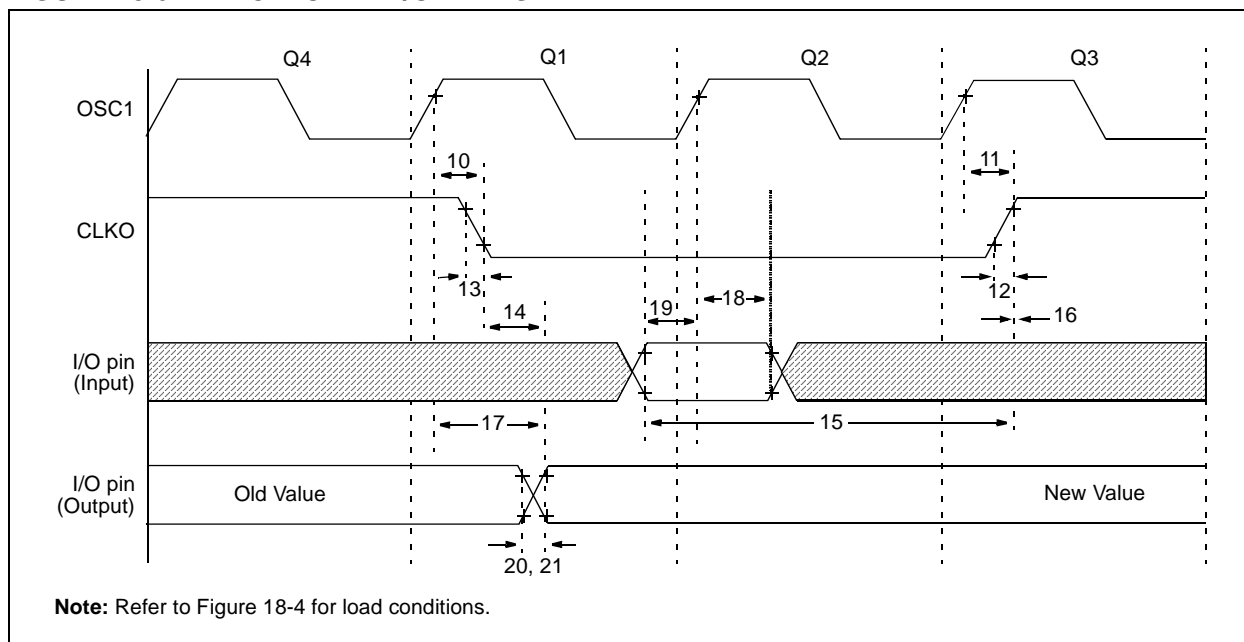 Q4 Q1 Q2 Q3
OSC1
10 11
CLKO
13 12
14 19 18 16
I/O pin
(Input)
17 15
I/O pin
(Output)
Old Value New Value
20, 21
Note: Refer to Figure 18-4 for load conditions.